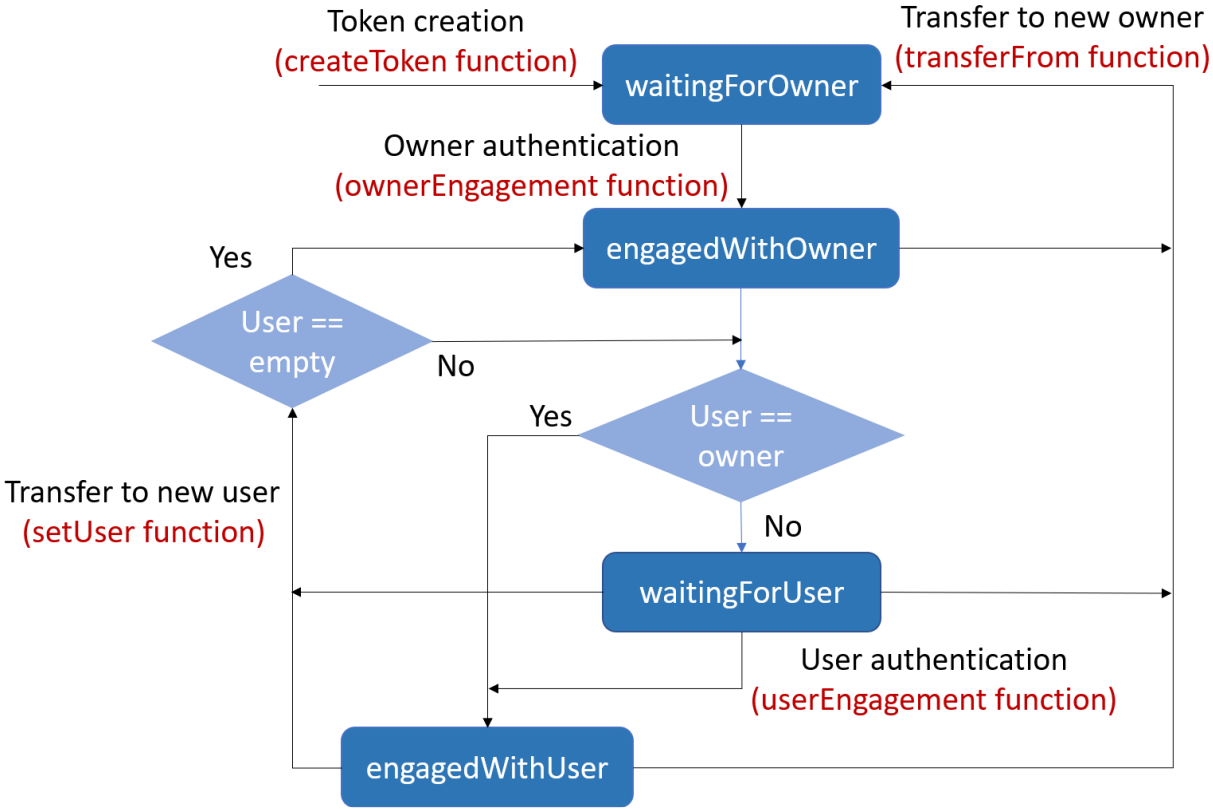 Token creation
(createToken function)
Transfer to new owner
(transferFrom function)
waitingForOwner
Owner authentication
(ownerEngagement function)
engagedWithOwner
Yes
User ==
empty
No
Yes
User ==
owner
Transfer to new user
(setUser function)
No
waitingForUser
User authentication
(userEngagement function)
engagedWithUser